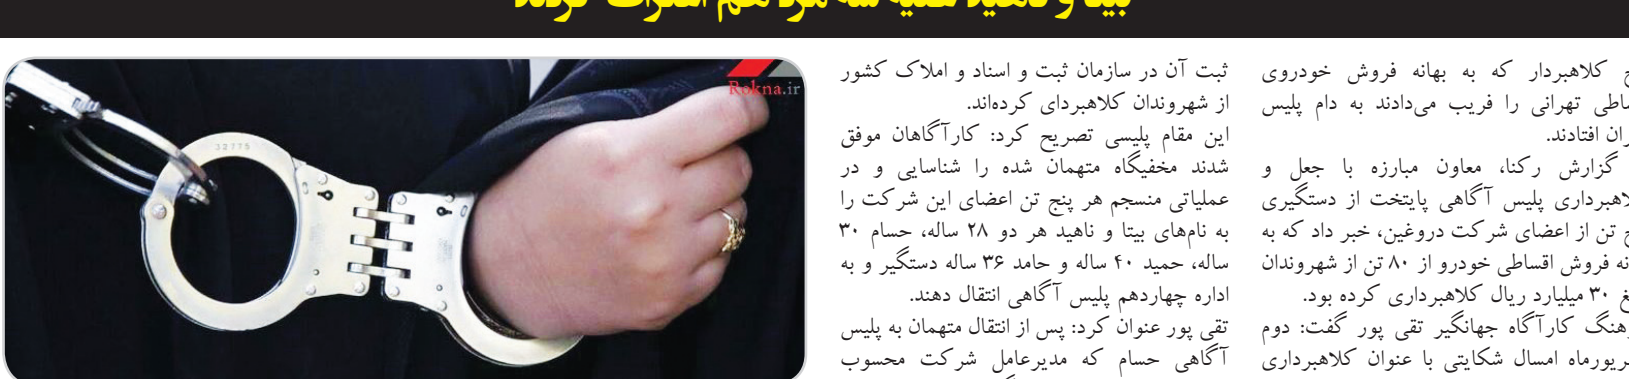 کلاهبردار که به بهانه فروش خودروی
تهرانی را فریب می‌دادند به دام پلیس
افتادند.
گزارش رکنا، معاون مبارزه با جعل و
پلیس آگاهی پایتخت از دستگیری
تن از اعضای شرکت دروغین، خبر داد که به
فروش اقساطی خودرو از ۸۰ تن از شهروندان
۳۰ میلیارد ریال کلاهبرداری کرده بود.
کارآگاه جهانگیر تقی پور گفت: دوم
امسال شکایتی با عنوان کلاهبرداری
ثبت آن در سازمان ثبت و اسناد و املاک کشور
از شهروندان کلاهبردای کرده‌اند.
این مقام پلیسی تصریح کرد: کارآگاهان موفق
شدند مخفیگاه متهمان شده را شناسایی و در
عملیاتی منسجم هر پنج تن اعضای این شرکت را
به نام‌های بیتا و ناهید هر دو ۲۸ ساله، حسام ۳۰
ساله، حمید ۴۰ ساله و حامد ۳۶ ساله دستگیر و به
اداره چهاردهم پلیس آگاهی انتقال دهند.
تقی پور عنوان کرد: پس از انتقال متهمان به پلیس
آگاهی حسام که مدیرعامل شرکت محسوب
Rokna.ir
32775